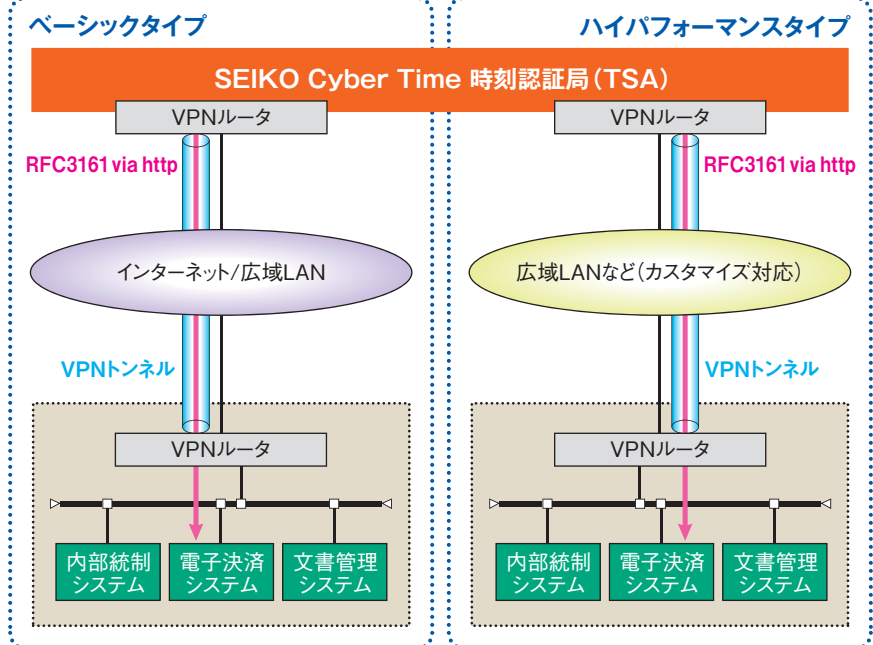 ベーシックタイプ
ハイパフォーマンスタイプ
SEIKO Cyber Time 時刻認証局(TSA)
VPNルータ
RFC3161 via http
インターネット/広域LAN
VPNトンネル
VPNルータ
内部統制
システム
電子決済
システム
文書管理
システム
VPNルータ
RFC3161 via http
広域LANなど(カスタマイズ対応)
VPNトンネル
VPNルータ
内部統制
システム
電子決済
システム
文書管理
システム